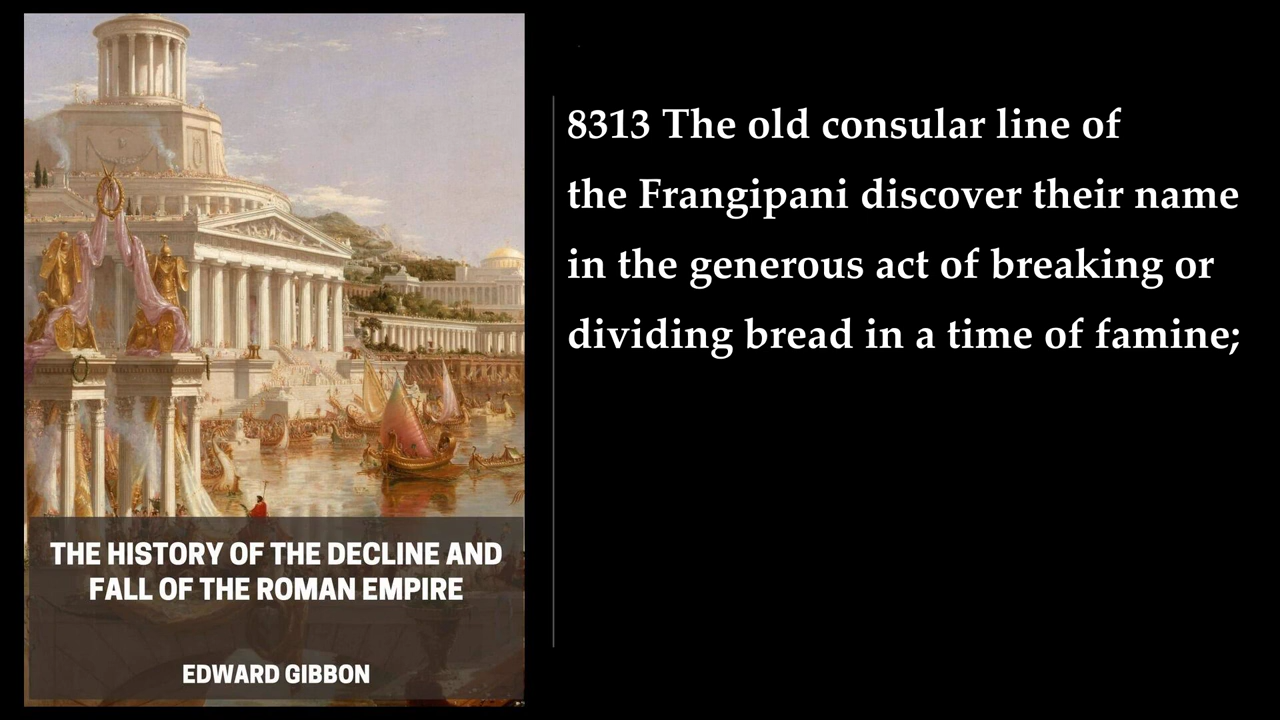 8313 The old consular line of
the Frangipani discover their name
in the generous act of breaking or
dividing bread in a time of famine;
THE HISTORY OF THE DECLINE AND
FALL OF THE ROMAN EMPIRE
EDWARD GIBBON